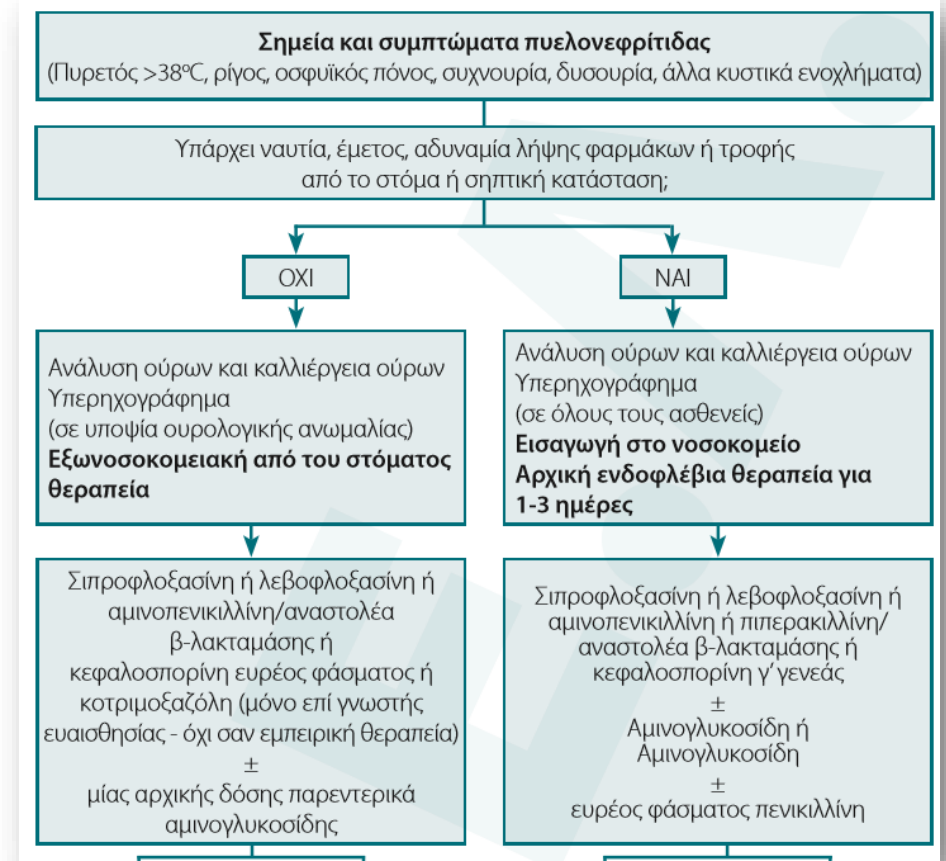 Σημεία και συμπτώματα πυελονεφρίτιδας
(Πυρετός >38ºC, ρίγος, οσφυϊκός πόνος, συχνουρία, δυσουρία, άλλα κυστικά ενοχλήματα)
Υπάρχει ναυτία, έμετος, αδυναμία λήψης φαρμάκων ή τροφής
από το στόμα ή σηπτική κατάσταση;
ΟΧΙ
ΝΑΙ
Ανάλυση ούρων και καλλιέργεια ούρων
Υπερηχογράφημα
(σε υποψία ουρολογικής ανωμαλίας)
Εξωνοσοκομειακή από του στόματος
θεραπεία
Ανάλυση ούρων και καλλιέργεια ούρων
Υπερηχογράφημα
(σε όλους τους ασθενείς)
Εισαγωγή στο νοσοκομείο
Αρχική ενδοφλέβια θεραπεία για
1-3 ημέρες
Σιπροφλοξασίνη ή λεβοφλοξασίνη ή
αμινοπενικιλλίνη/αναστολέα
β-λακταμάσης ή
κεφαλοσπορίνη ευρέος φάσματος ή
κοτριμοξαζόλη (μόνο επί γνωστής
ευαισθησίας - όχι σαν εμπειρική θεραπεία)
±
μίας αρχικής δόσης παρεντερικά
αμινογλυκοσίδης
Σιπροφλοξασίνη ή λεβοφλοξασίνη ή
αμινοπενικιλλίνη ή πιπερακιλλίνη/
αναστολέα β-λακταμάσης ή
κεφαλοσπορίνη γ' γενεάς
±
Αμινογλυκοσίδη ή
Αμινογλυκοσίδη
±
ευρέος φάσματος πενικιλλίνη